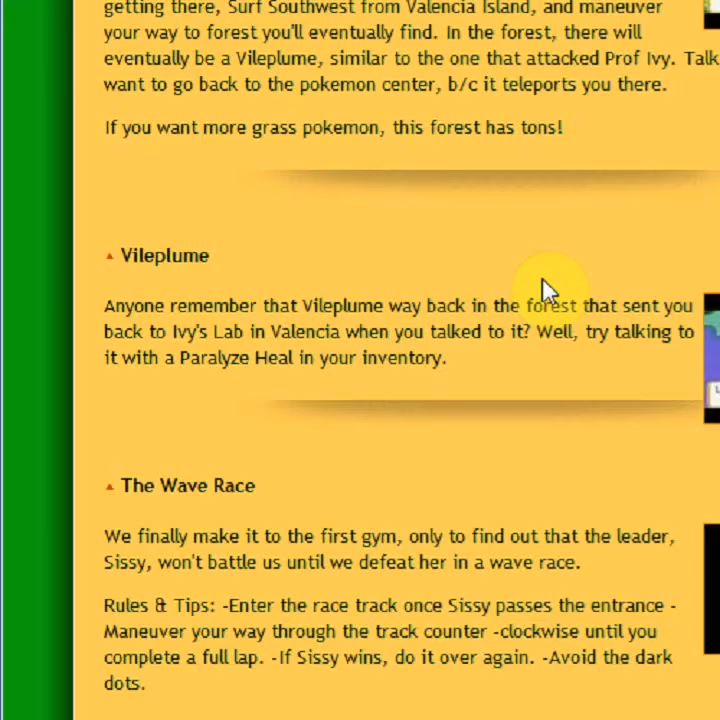 getting there, Surf Southwest from Valencia Island, and maneuver
your way to forest you'll eventually find. In the forest, there will
eventually be a Vileplume, similar to the one that attacked Prof Ivy. Talk
want to go back to the pokemon center, b/c it teleports you there.
If you want more grass pokemon, this forest has tons!
Vileplume
Anyone remember that Vileplume way back in the forest that sent you
back to Ivy's Lab in Valencia when you talked to it? Well, try talking to
it with a Paralyze Heal in your inventory.
The Wave Race
We finally make it to the first gym, only to find out that the leader,
Sissy, won't battle us until we defeat her in a wave race.
Rules & Tips: -Enter the race track once Sissy passes the entrance -
Maneuver your way through the track counter -clockwise until you
complete a full lap. -If Sissy wins, do it over again. -Avoid the dark
dots.